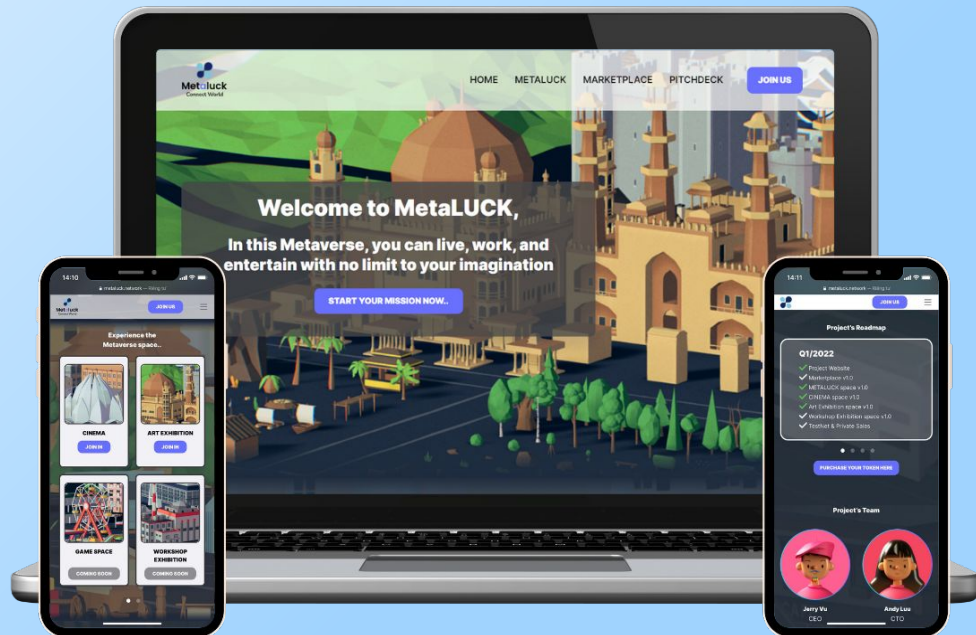 Metaluck
Connect World
HOME
METALUCK
MARKETPLACE
PITCHDECK
JOIN US
Welcome to MetaLUCK,
In this Metaverse, you can live, work, and
entertain with no limit to your imagination
START YOUR MISSION NOW..
14:10
metaluck.network
Metaluck
JOIN US
Experience the
Metaverse space..
CINEMA
JOIN IN
ART EXHIBITION
JOIN IN
GAME SPACE
COMING SOON
WORKSHOP
EXHIBITION
COMING SOON
14:11
metaluck.network
JOIN US
Project's Roadmap
Q1/2022
Project Website
Marketplace v1.0
METALUCK space v1.0
CINEMA space v1.0
Art Exhibition space v1.0
Workshop Exhibition space v1.0
TestNet & Private Sales
PURCHASE YOUR TOKEN HERE
Project's Team
Jerry Vu
CEO
Andy Luu
CTO